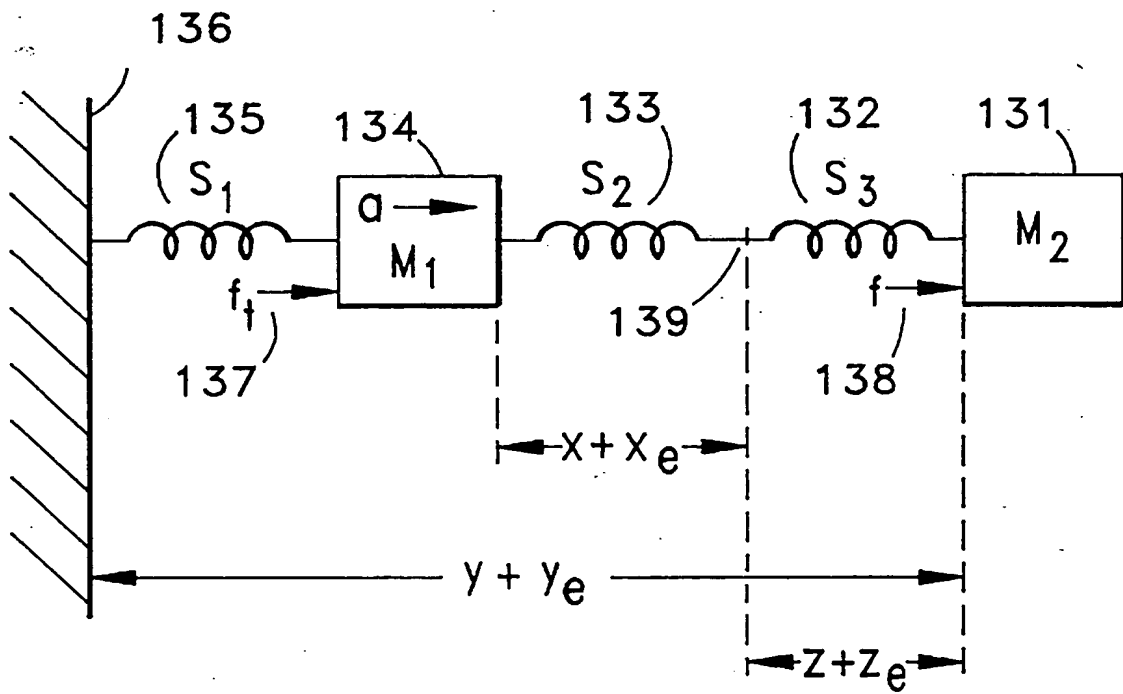 136
135
134
133
132
131
S1
a
M1
S2
S3
M2
ft
f
139
137
138
x + xe
y + ye
z + ze